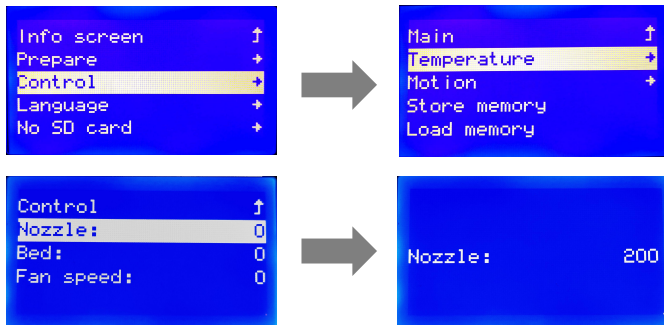 Info screen
Prepare
Control
Language
No SD card
Main
Temperature
Motion
Store memory
Load memory
Control
Nozzle: 0
Bed: 0
Fan speed: 0
Nozzle: 200